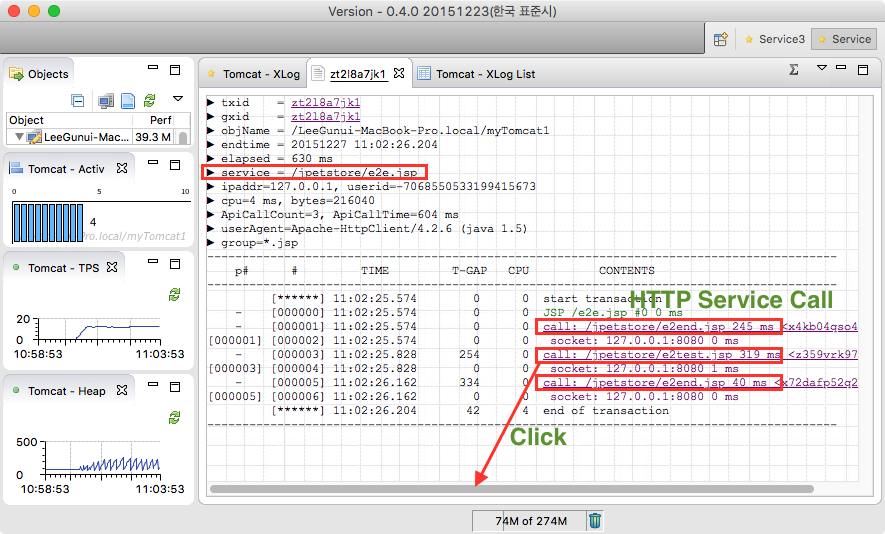 Version - 0.4.0 20151223(한국 표준시)
Service3
Service
Objects
Object Perf
LeeGunui-Mac... 39.3 M
Tomcat - Activ
0 5 10
4
ro.local/myTomcat1
Tomcat - TPS
20
0
10:58:53 11:03:53
Tomcat - Heap
500
0
10:58:53 11:03:53
Tomcat - XLog
zt2l8a7jk1
Tomcat - XLog List
▶ txid = zt2l8a7jk1
▶ gxid = zt2l8a7jk1
▶ objName = /LeeGunui-MacBook-Pro.local/myTomcat1
▶ endtime = 20151227 11:02:26.204
▶ elapsed = 630 ms
▶ service = /jpetstore/e2e.jsp
▶ ipaddr=127.0.0.1, userid=-7068550533199415673
▶ cpu=4 ms, bytes=216040
▶ ApiCallCount=3, ApiCallTime=604 ms
▶ userAgent=Apache-HttpClient/4.2.6 (java 1.5)
▶ group=*.jsp
p# # TIME T-GAP CPU CONTENTS
HTTP Service Call
[******] 11:02:25.574 0 0 start transaction
- [000000] 11:02:25.574 0 0 JSP /e2e.jsp #0 0 ms
- [000001] 11:02:25.574 0 0 call: /jpetstore/e2end.jsp 245 ms <x4kb04qso4
[000001] [000002] 11:02:25.574 0 0 socket: 127.0.0.1:8080 0 ms
- [000003] 11:02:25.828 254 0 call: /jpetstore/e2test.jsp 319 ms <z359vrk97
[000003] [000004] 11:02:25.828 0 0 socket: 127.0.0.1:8080 1 ms
- [000005] 11:02:26.162 334 0 call: /jpetstore/e2end.jsp 40 ms <x72dafp52q2
[000005] [000006] 11:02:26.162 0 0 socket: 127.0.0.1:8080 0 ms
[******] 11:02:26.204 42 4 end of transaction
Click
74M of 274M